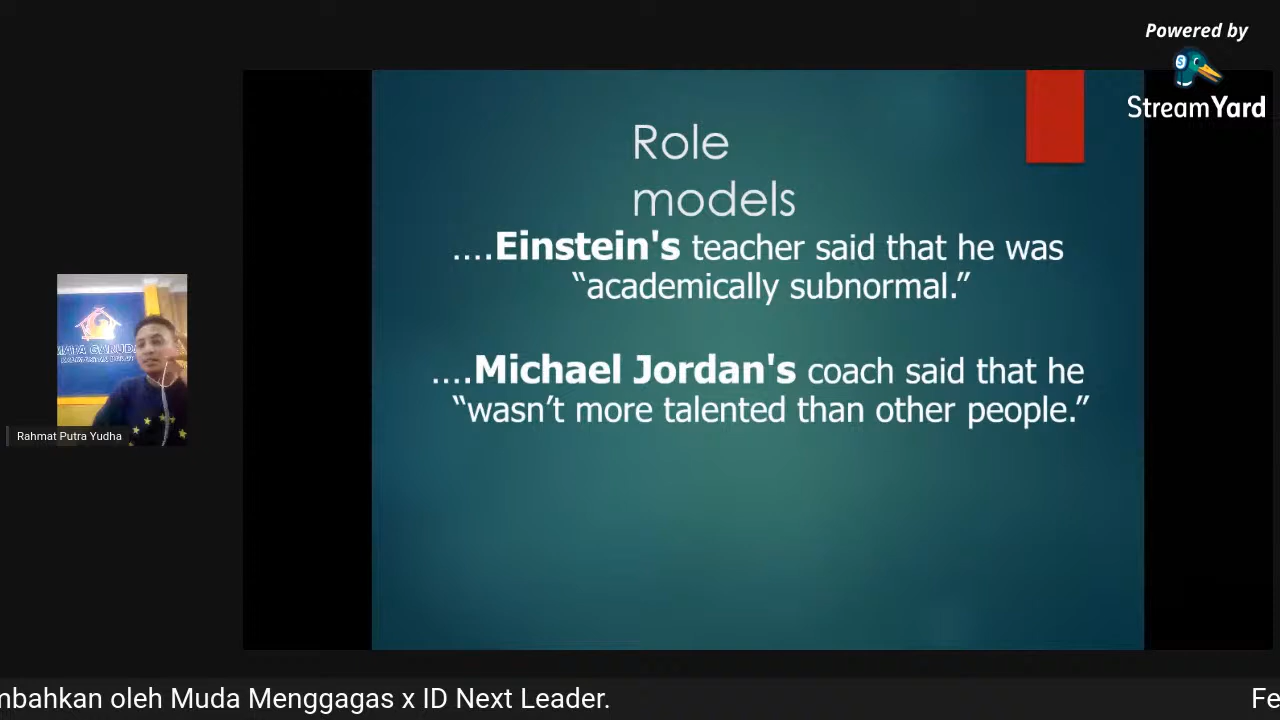 Powered by
StreamYard
Role
models
....Einstein's teacher said that he was
“academically subnormal.”
....Michael Jordan's coach said that he
“wasn’t more talented than other people.”
Rahmat Putra Yudha
mbahkan oleh Muda Menggagas x ID Next Leader.
Fe